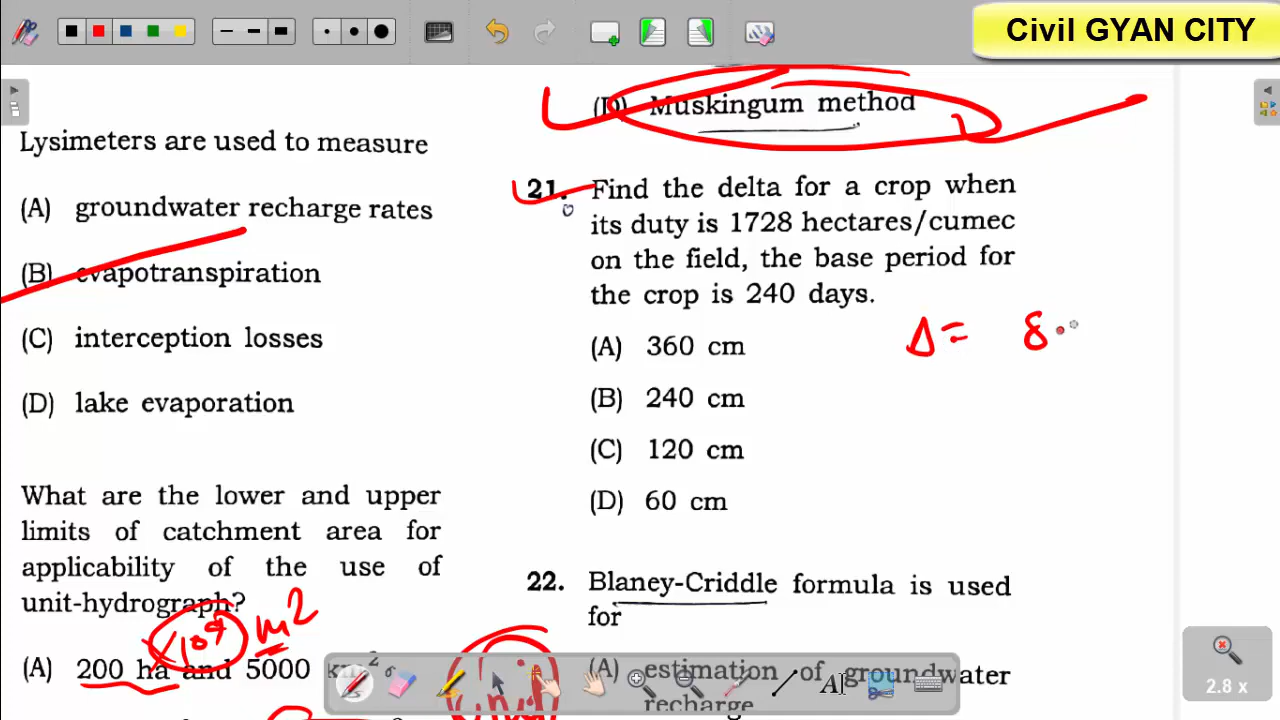 Civil GYAN CITY
Lysimeters are used to measure
(A) groundwater recharge rates
(B) evapotranspiration
(C) interception losses
(D) lake evaporation
What are the lower and upper
limits of catchment area for
applicability of the use of
unit-hydrograph?
m2
(A) 200 ha and 5000 km2
(D) Muskingum method
21. Find the delta for a crop when
its duty is 1728 hectares/cumec
on the field, the base period for
the crop is 240 days.
Δ= 8.
(A) 360 cm
(B) 240 cm
(C) 120 cm
(D) 60 cm
22. Blaney-Criddle formula is used
for
(A) estimation of groundwater
recharge
2.8 x